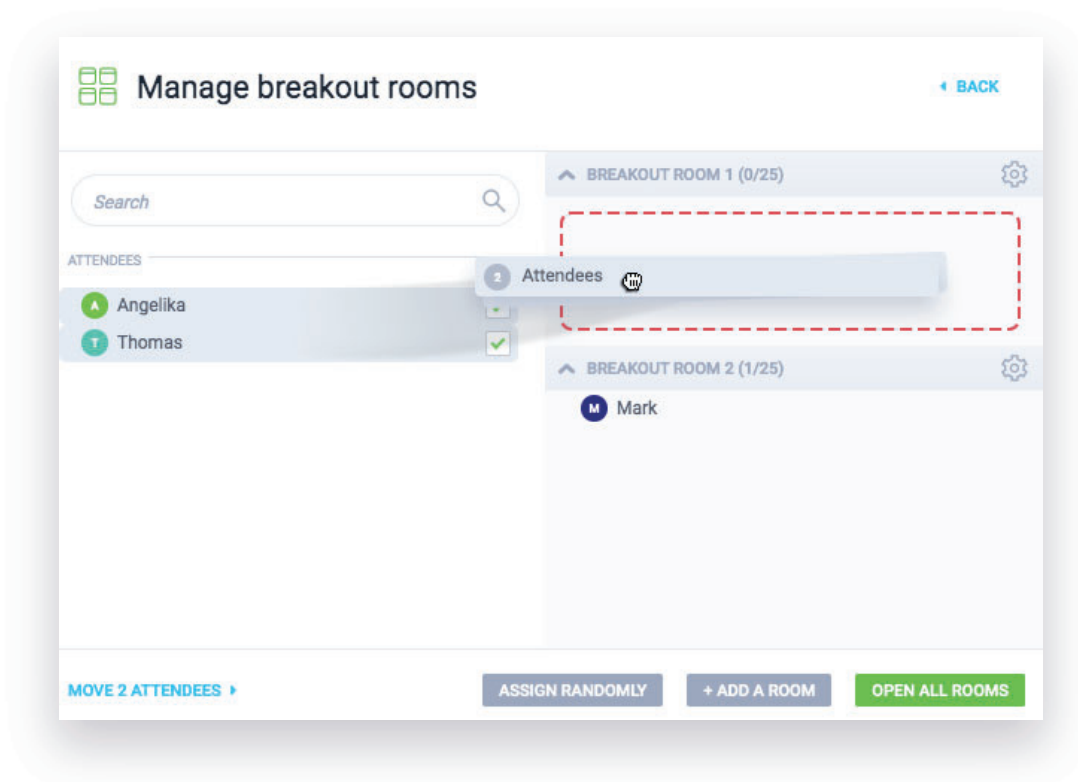 Manage breakout rooms
BACK
Search
ATTENDEES
A Angelika
T Thomas
2 Attendees
BREAKOUT ROOM 1 (0/25)
BREAKOUT ROOM 2 (1/25)
M Mark
MOVE 2 ATTENDEES
ASSIGN RANDOMLY
+ ADD A ROOM
OPEN ALL ROOMS